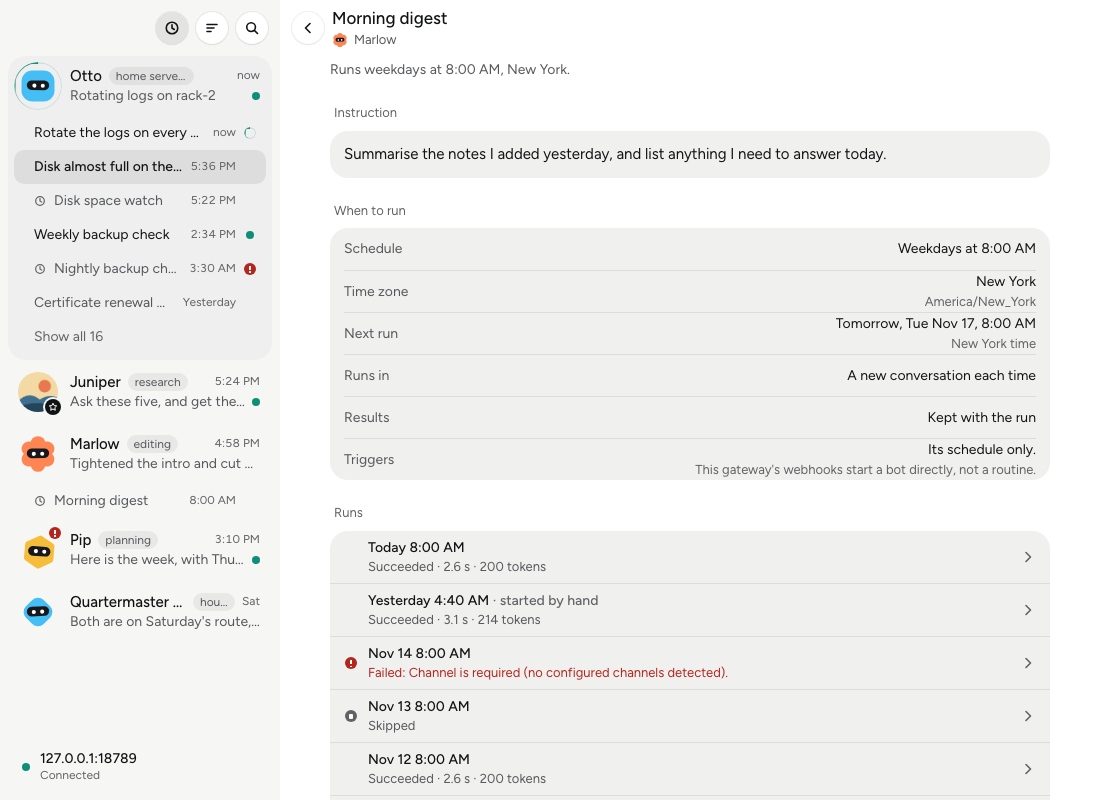 Otto home serve... now
Rotating logs on rack-2
Rotate the logs on every ... now
Disk almost full on the... 5:36 PM
Disk space watch 5:22 PM
Weekly backup check 2:34 PM
Nightly backup ch... 3:30 AM
Certificate renewal ... Yesterday
Show all 16
Juniper research 5:24 PM
Ask these five, and get the...
Marlow editing 4:58 PM
Tightened the intro and cut ...
Morning digest 8:00 AM
Pip planning 3:10 PM
Here is the week, with Thu...
Quartermaster ... hou... Sat
Both are on Saturday's route,...
127.0.0.1:18789
Connected
Morning digest
Marlow
Runs weekdays at 8:00 AM, New York.
Instruction
Summarise the notes I added yesterday, and list anything I need to answer today.
When to run
Schedule Weekdays at 8:00 AM
Time zone New York
America/New_York
Next run Tomorrow, Tue Nov 17, 8:00 AM
New York time
Runs in A new conversation each time
Results Kept with the run
Triggers Its schedule only.
This gateway's webhooks start a bot directly, not a routine.
Runs
Today 8:00 AM
Succeeded · 2.6 s · 200 tokens
Yesterday 4:40 AM · started by hand
Succeeded · 3.1 s · 214 tokens
Nov 14 8:00 AM
Failed: Channel is required (no configured channels detected).
Nov 13 8:00 AM
Skipped
Nov 12 8:00 AM
Succeeded · 2.6 s · 200 tokens